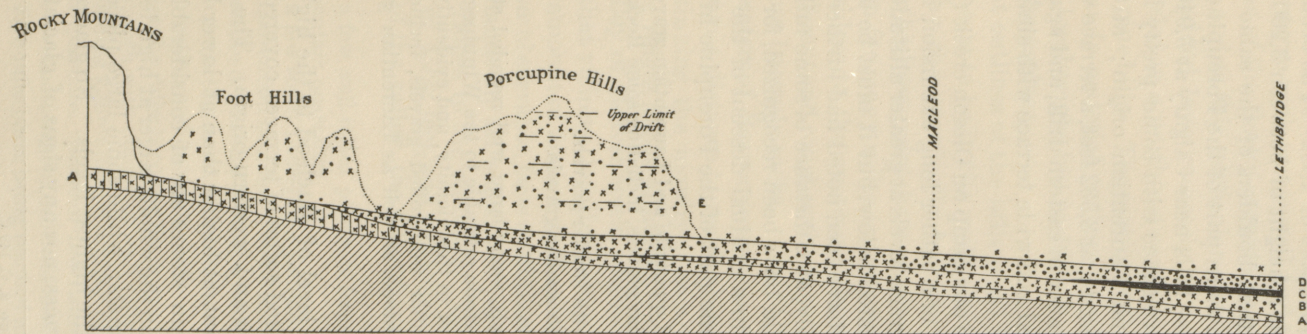 ROCKY MOUNTAINS
Foot Hills
Porcupine Hills
Upper Limit
of Drift
MACLEOD
LETHBRIDGE
A
E
D
C
B
A